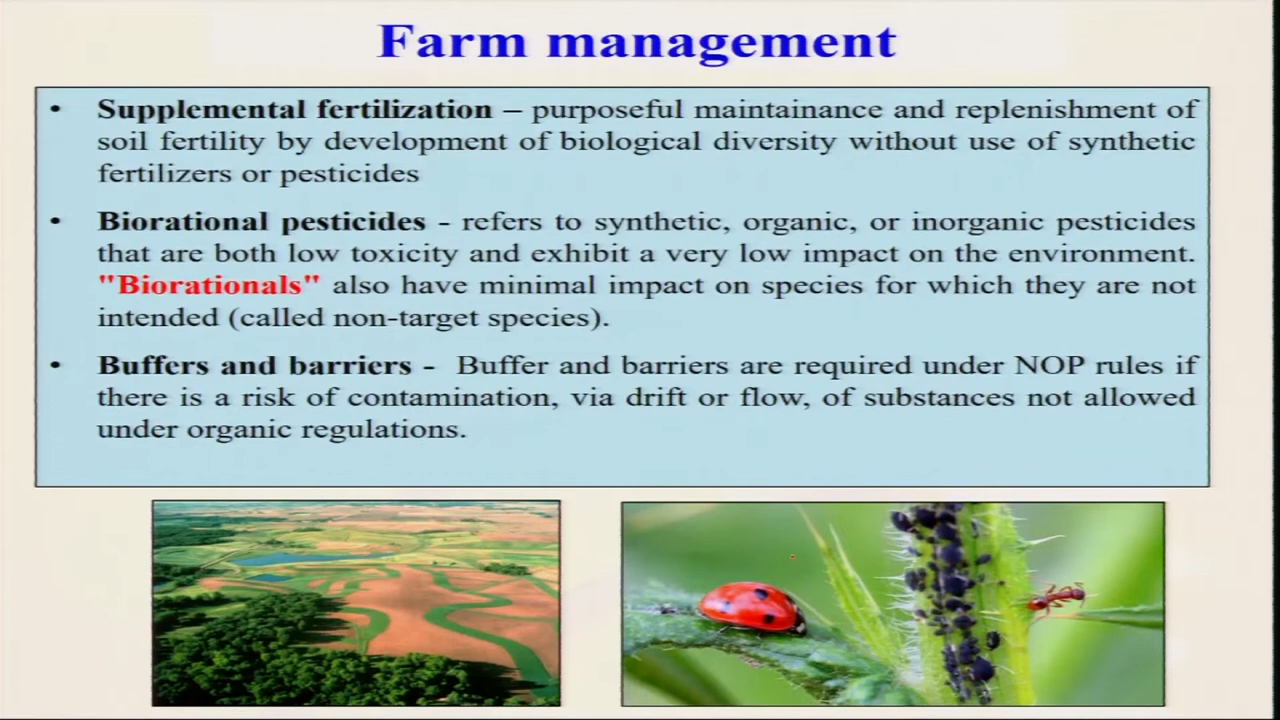 Farm management
• Supplemental fertilization – purposeful maintainance and replenishment of
soil fertility by development of biological diversity without use of synthetic
fertilizers or pesticides
• Biorational pesticides - refers to synthetic, organic, or inorganic pesticides
that are both low toxicity and exhibit a very low impact on the environment.
"Biorationals" also have minimal impact on species for which they are not
intended (called non-target species).
• Buffers and barriers - Buffer and barriers are required under NOP rules if
there is a risk of contamination, via drift or flow, of substances not allowed
under organic regulations.